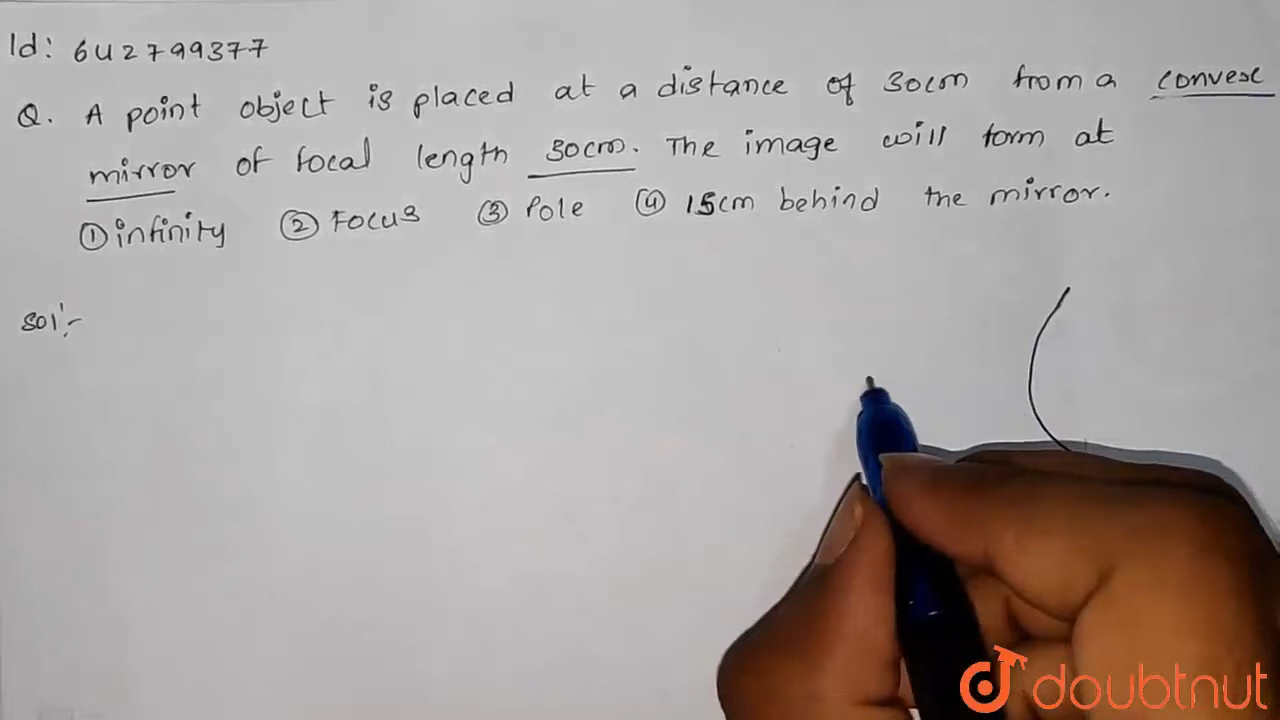 Id: 642799377
Q. A point object is placed at a distance of 30cm from a convex
mirror of focal length 30cm. The image will form at
① infinity ② Focus ③ Pole ④ 15cm behind the mirror.
Sol:-
doubtnut